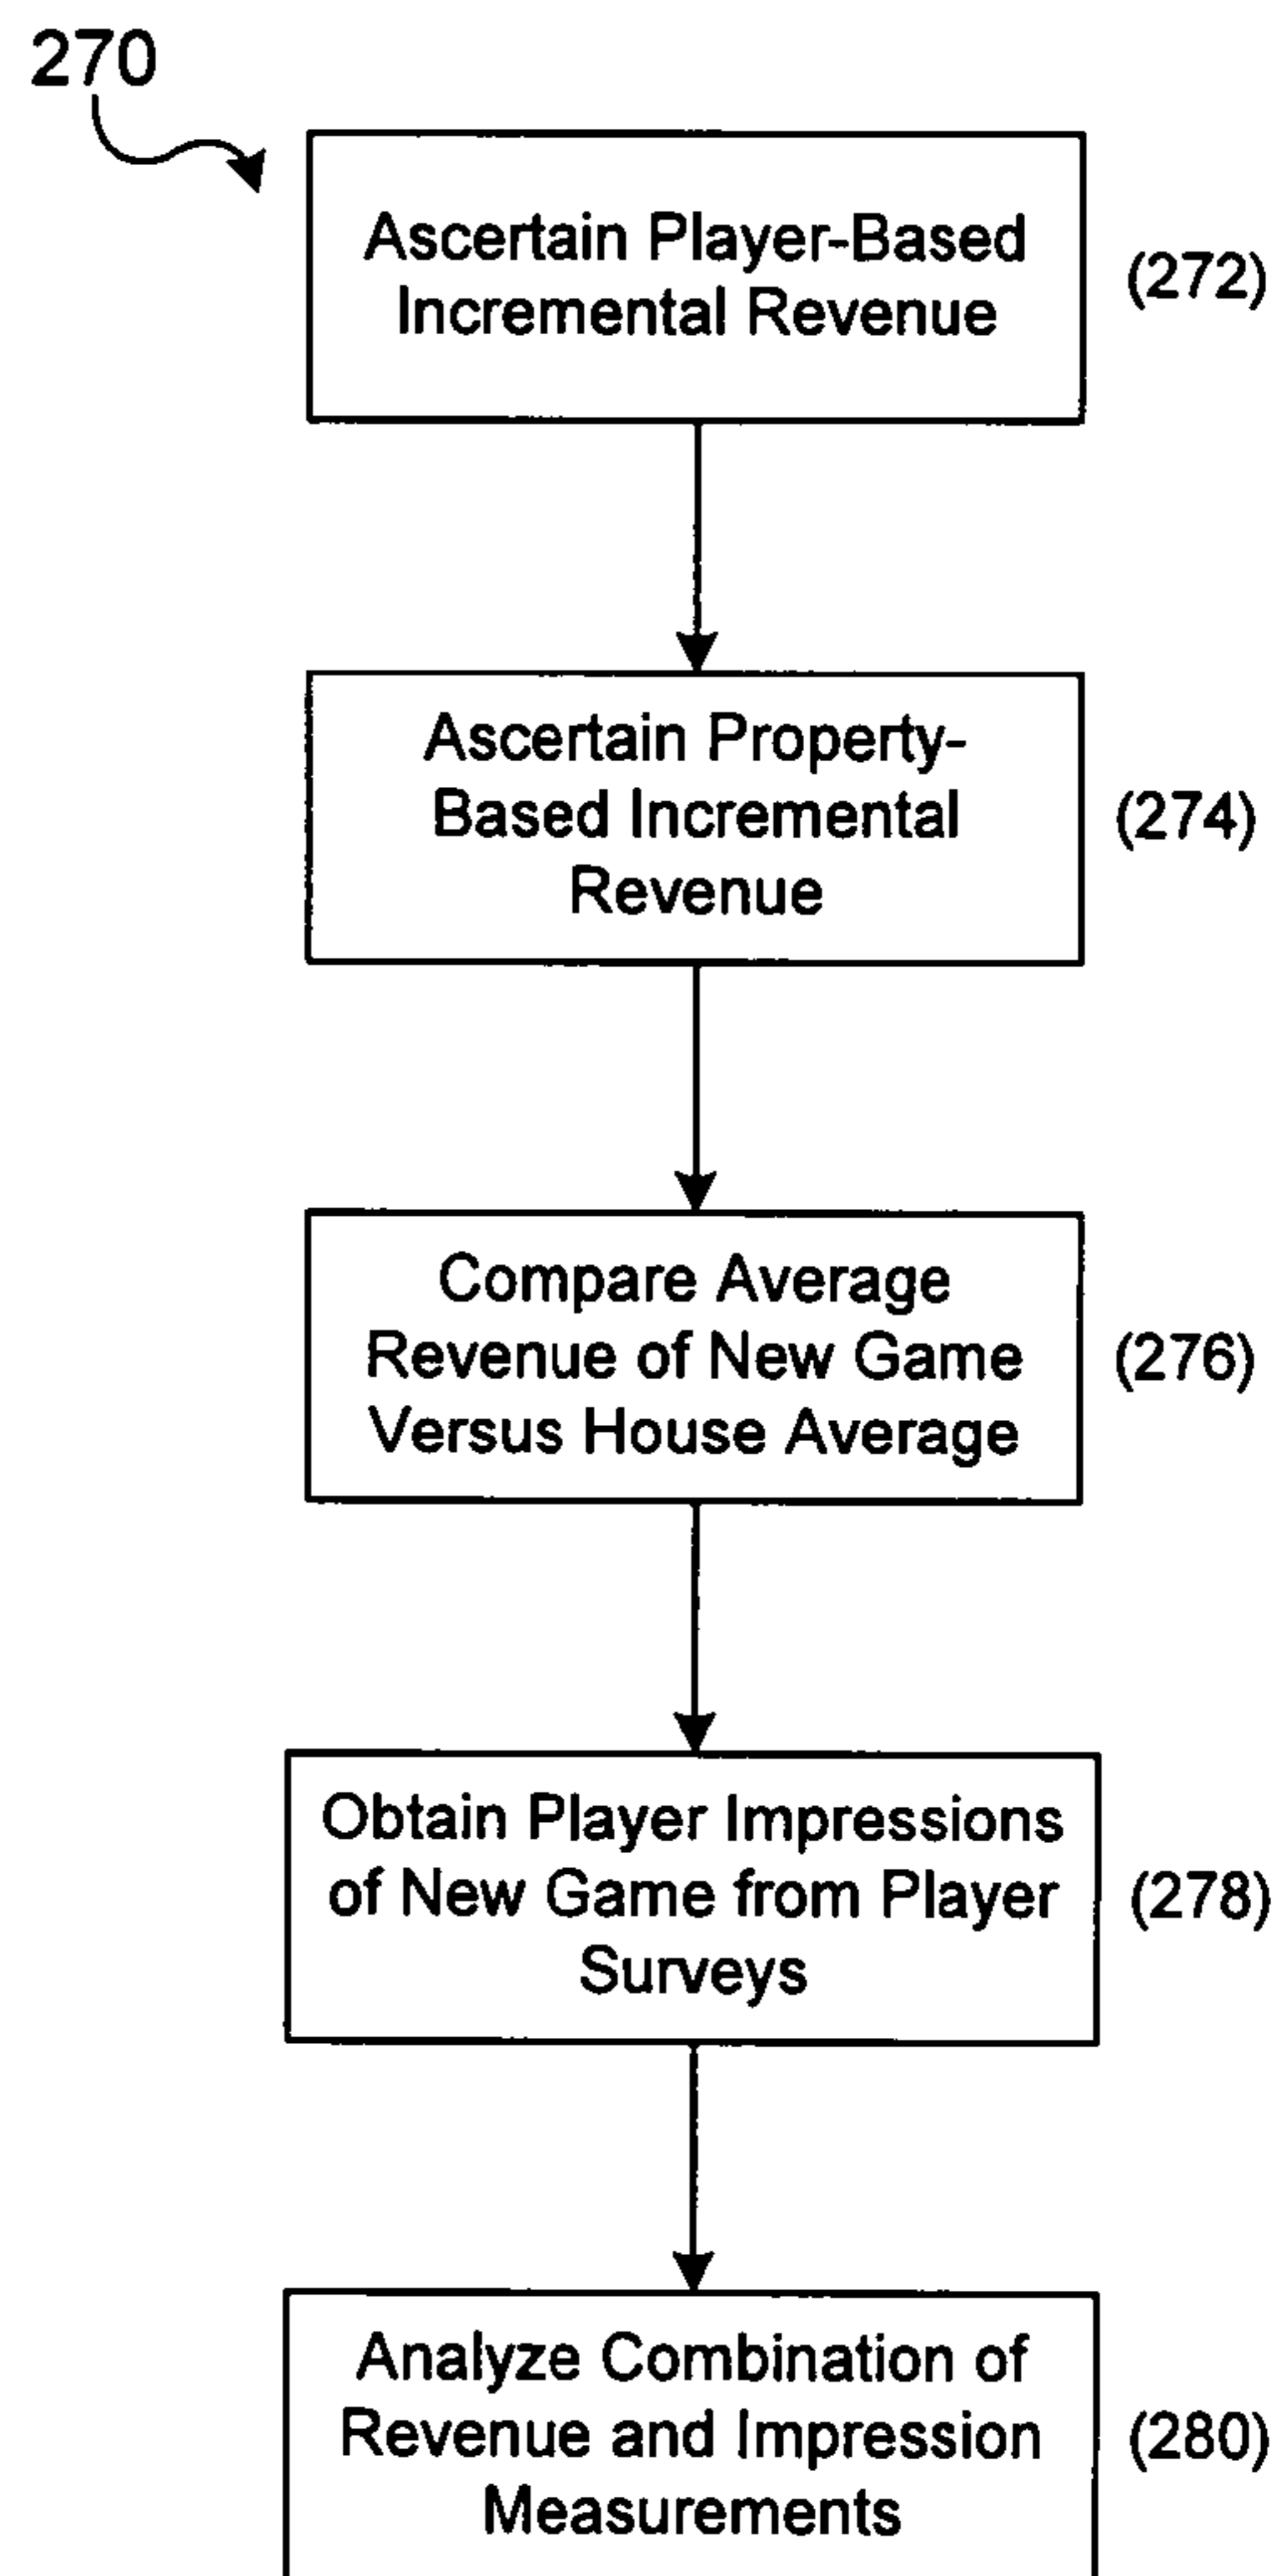 270
Ascertain Player-Based
Incremental Revenue
(272)
Ascertain Property-
Based Incremental
Revenue
(274)
Compare Average
Revenue of New Game
Versus House Average
(276)
Obtain Player Impressions
of New Game from Player
Surveys
(278)
Analyze Combination of
Revenue and Impression
Measurements
(280)